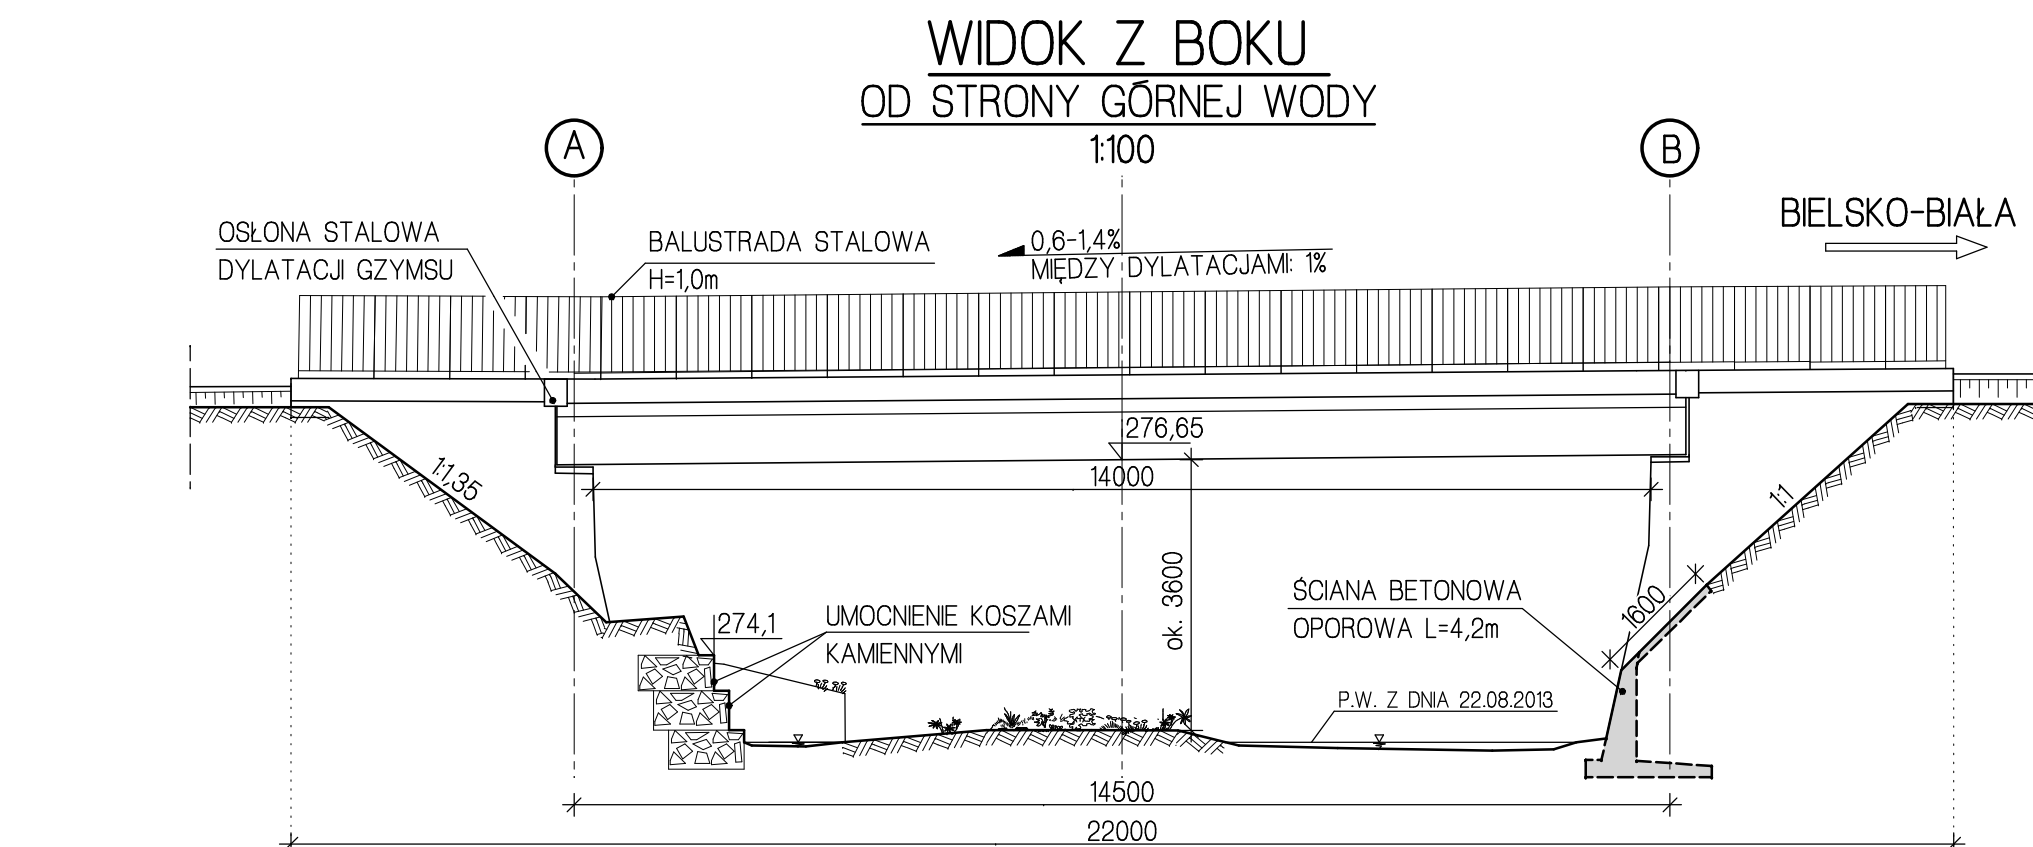 WIDOK Z BOKU
OD STRONY GÓRNEJ WODY
1:100
A
B
BIELSKO-BIAŁA
OSŁONA STALOWA
DYLATACJI GZYMSU
BALUSTRADA STALOWA
H=1,0m
0,6-1,4%
MIĘDZY DYLATACJAMI: 1%
276,65
14000
1:1,35
1:1
ok. 3600
1600
ŚCIANA BETONOWA
OPOROWA L=4,2m
UMOCNIENIE KOSZAMI
KAMIENNYMI
274,1
P.W. Z DNIA 22.08.2013
14500
22000